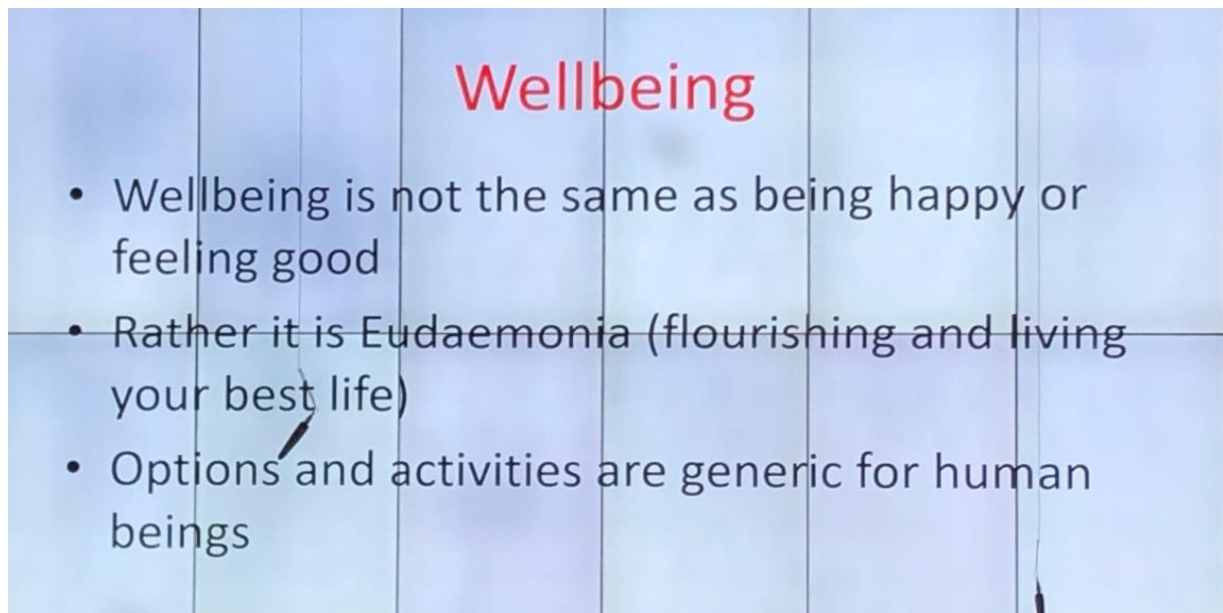 Wellbeing
• Wellbeing is not the same as being happy or
feeling good
• Rather it is Eudaemonia (flourishing and living
your best life)
• Options and activities are generic for human
beings